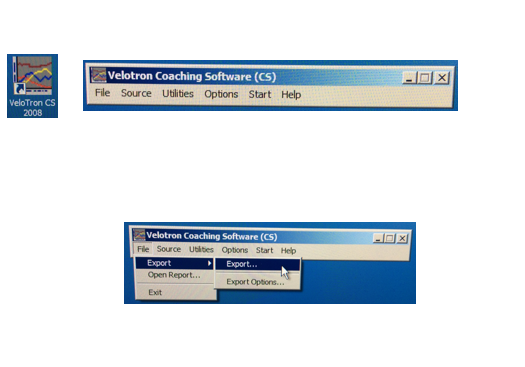 Velotron Coaching Software (CS)
File Source Utilities Options Start Help
VeloTron CS
2008
Velotron Coaching Software (CS)
File Source Utilities Options Start Help
Export Export...
Open Report... Export Options...
Exit